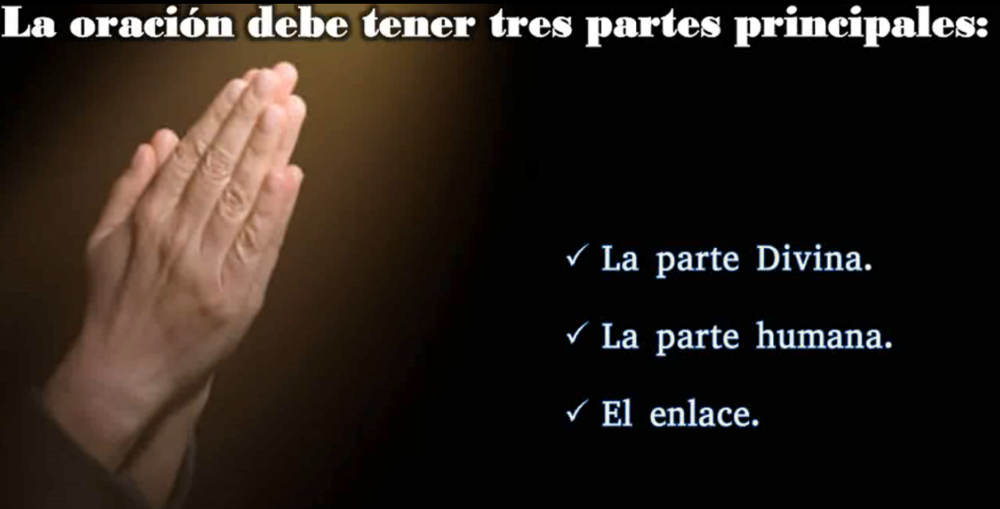 La oración debe tener tres partes principales:
✓ La parte Divina.
✓ La parte humana.
✓ El enlace.